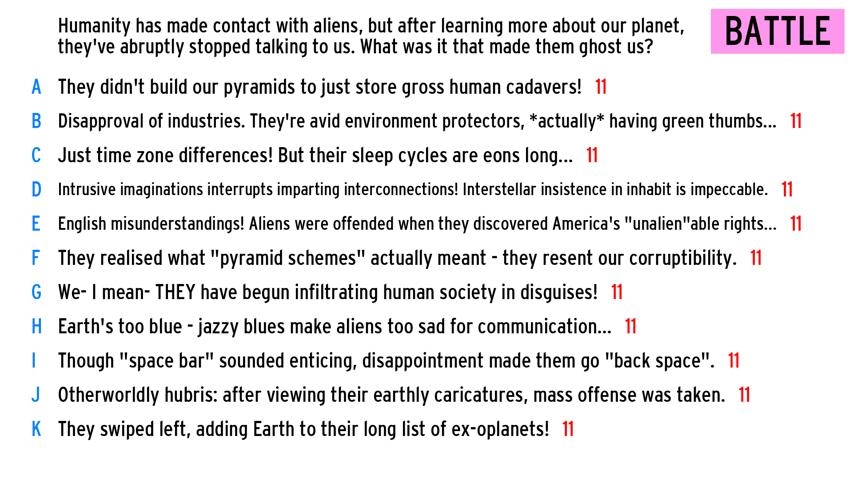 Humanity has made contact with aliens, but after learning more about our planet,
they've abruptly stopped talking to us. What was it that made them ghost us?
BATTLE
A They didn't build our pyramids to just store gross human cadavers! 11
B Disapproval of industries. They're avid environment protectors, *actually* having green thumbs... 11
C Just time zone differences! But their sleep cycles are eons long... 11
D Intrusive imaginations interrupts imparting interconnections! Interstellar insistence in inhabit is impeccable. 11
E English misunderstandings! Aliens were offended when they discovered America's "unalien"able rights... 11
F They realised what "pyramid schemes" actually meant - they resent our corruptibility. 11
G We- I mean- THEY have begun infiltrating human society in disguises! 11
H Earth's too blue - jazzy blues make aliens too sad for communication... 11
I Though "space bar" sounded enticing, disappointment made them go "back space". 11
J Otherworldly hubris: after viewing their earthly caricatures, mass offense was taken. 11
K They swiped left, adding Earth to their long list of ex-oplanets! 11